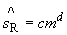 ŝ_R = cm^d